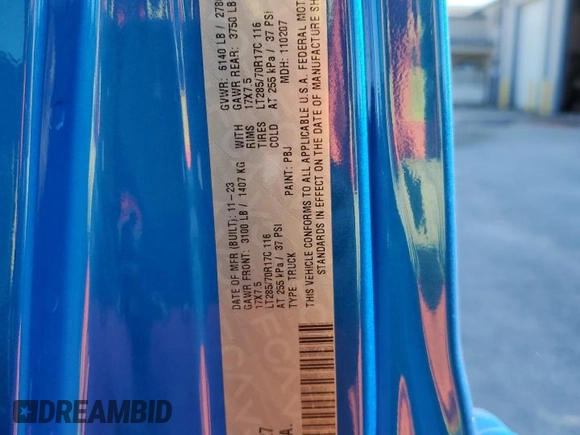 DATE OF MFR (BUILT): 11-23 GVWR: 6140 LB /
GAWR FRONT: 3100 LB / 1407 KG WITH GAWR REAR: 3750 LB
17X7.5 RIMS 17X7.5
LT285/70R17C 116 TIRES LT285/70R17C 116
AT 255 kPa / 37 PSI COLD AT 255 kPa / 37 PSI
TYPE TRUCK PAINT: PBJ MDH: 110207
THIS VEHICLE CONFORMS TO ALL APPLICABLE U.S.A. FEDERAL MOTOR
STANDARDS IN EFFECT ON THE DATE OF MANUFACTURE
DREAMBID